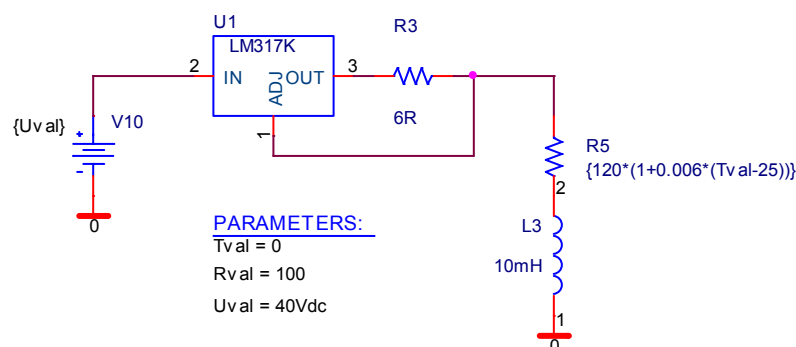 U1
LM317K
R3
2
IN
ADJ
OUT
3
1
6R
{Uval}
V10
+
-
0
R5
{120*(1+0.006*(Tval-25))}
2
L3
10mH
1
0
PARAMETERS:
Tval = 0
Rval = 100
Uval = 40Vdc